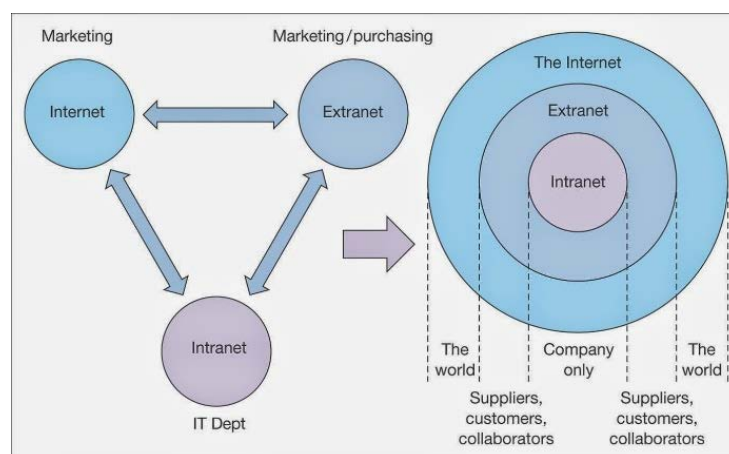 Marketing
Marketing/purchasing
Internet
Extranet
Intranet
IT Dept
The Internet
Extranet
Intranet
The
world
Suppliers,
customers,
collaborators
Company
only
Suppliers,
customers,
collaborators
The
world